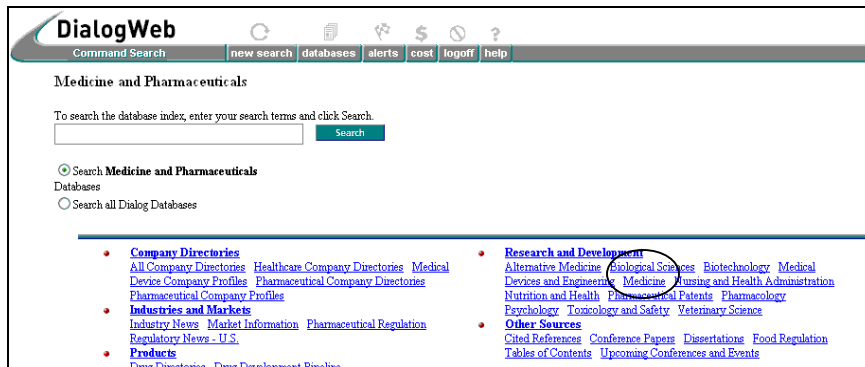 DialogWeb
Command Search new search databases alerts cost logoff help
Medicine and Pharmaceuticals
To search the database index, enter your search terms and click Search.
Search
Search Medicine and Pharmaceuticals
Databases
Search all Dialog Databases
Company Directories
All Company Directories Healthcare Company Directories Medical
Device Company Profiles Pharmaceutical Company Directories
Pharmaceutical Company Profiles
Industries and Markets
Industry News Market Information Pharmaceutical Regulation
Regulatory News - U.S.
Products
Drug Directories Drug Development Pipeline
Research and Development
Alternative Medicine Biological Sciences Biotechnology Medical
Devices and Engineering Medicine Nursing and Health Administration
Nutrition and Health Pharmaceutical Patents Pharmacology
Psychology Toxicology and Safety Veterinary Science
Other Sources
Cited References Conference Papers Dissertations Food Regulation
Tables of Contents Upcoming Conferences and Events